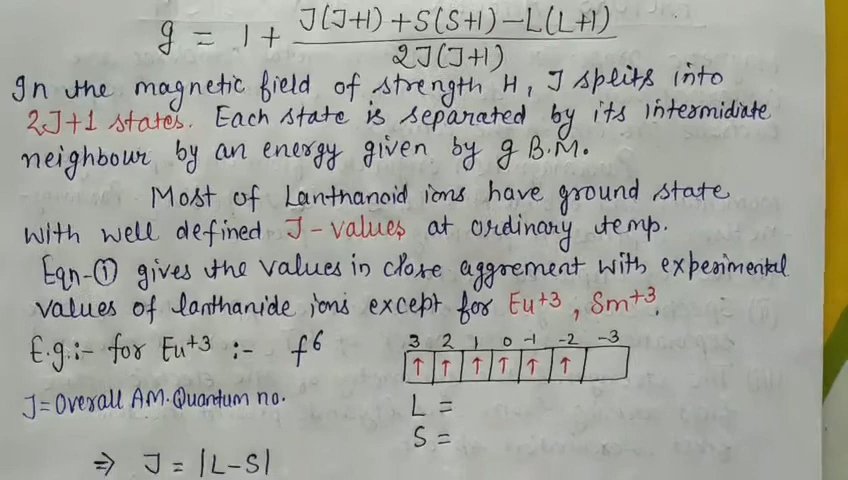 g = 1 + J(J+1) + S(S+1) - L(L+1) / 2J(J+1)
In the magnetic field of strength H, J splits into
2J+1 states. Each state is separated by its intermidiate
neighbour by an energy given by g B.M.
Most of Lanthanoid ions have ground state
with well defined J-values at ordinary temp.
Eqn-① gives the values in close aggrement with experimental
values of lanthanide ions except for Eu+3, Sm+3.
E.g.:- for Eu+3 :- f6
3 2 1 0 -1 -2 -3
↑ ↑ ↑ ↑ ↑ ↑
J = Overall A.M. Quantum no.
L =
S =
⇒ J = |L-S|